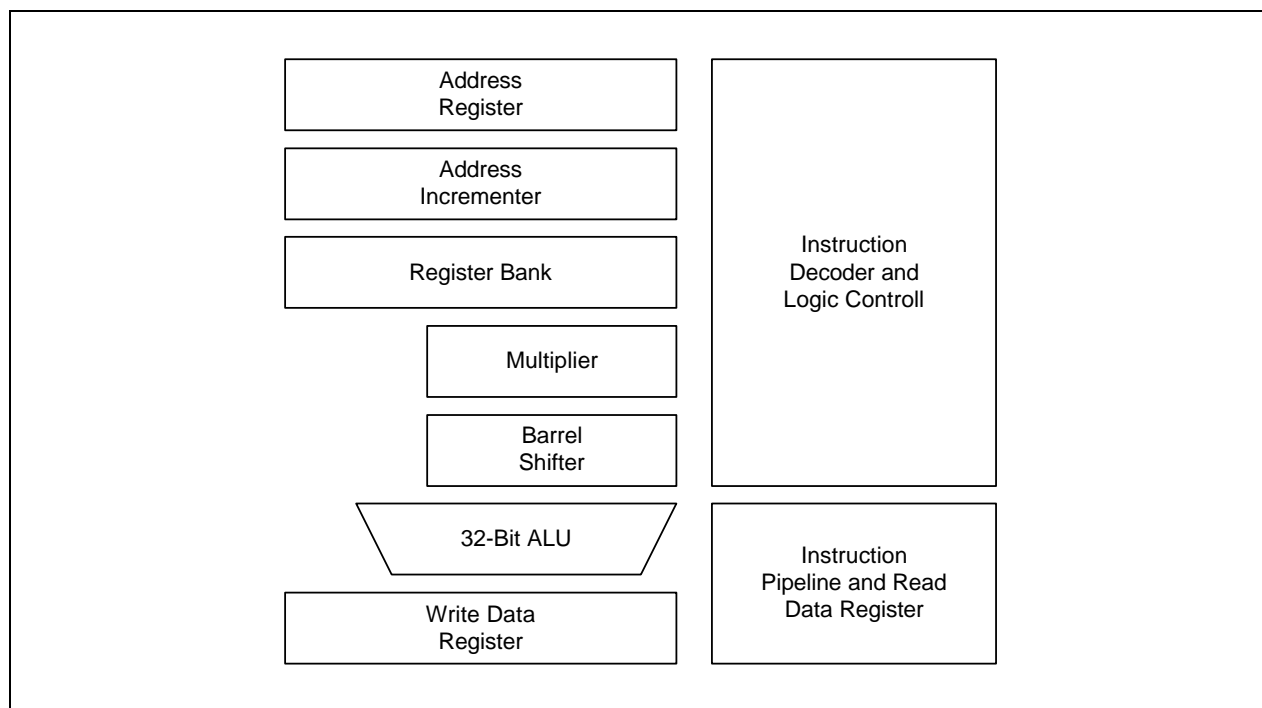 Address
Register
Address
Incrementer
Register Bank
Multiplier
Barrel
Shifter
32-Bit ALU
Write Data
Register
Instruction
Decoder and
Logic Controll
Instruction
Pipeline and Read
Data Register